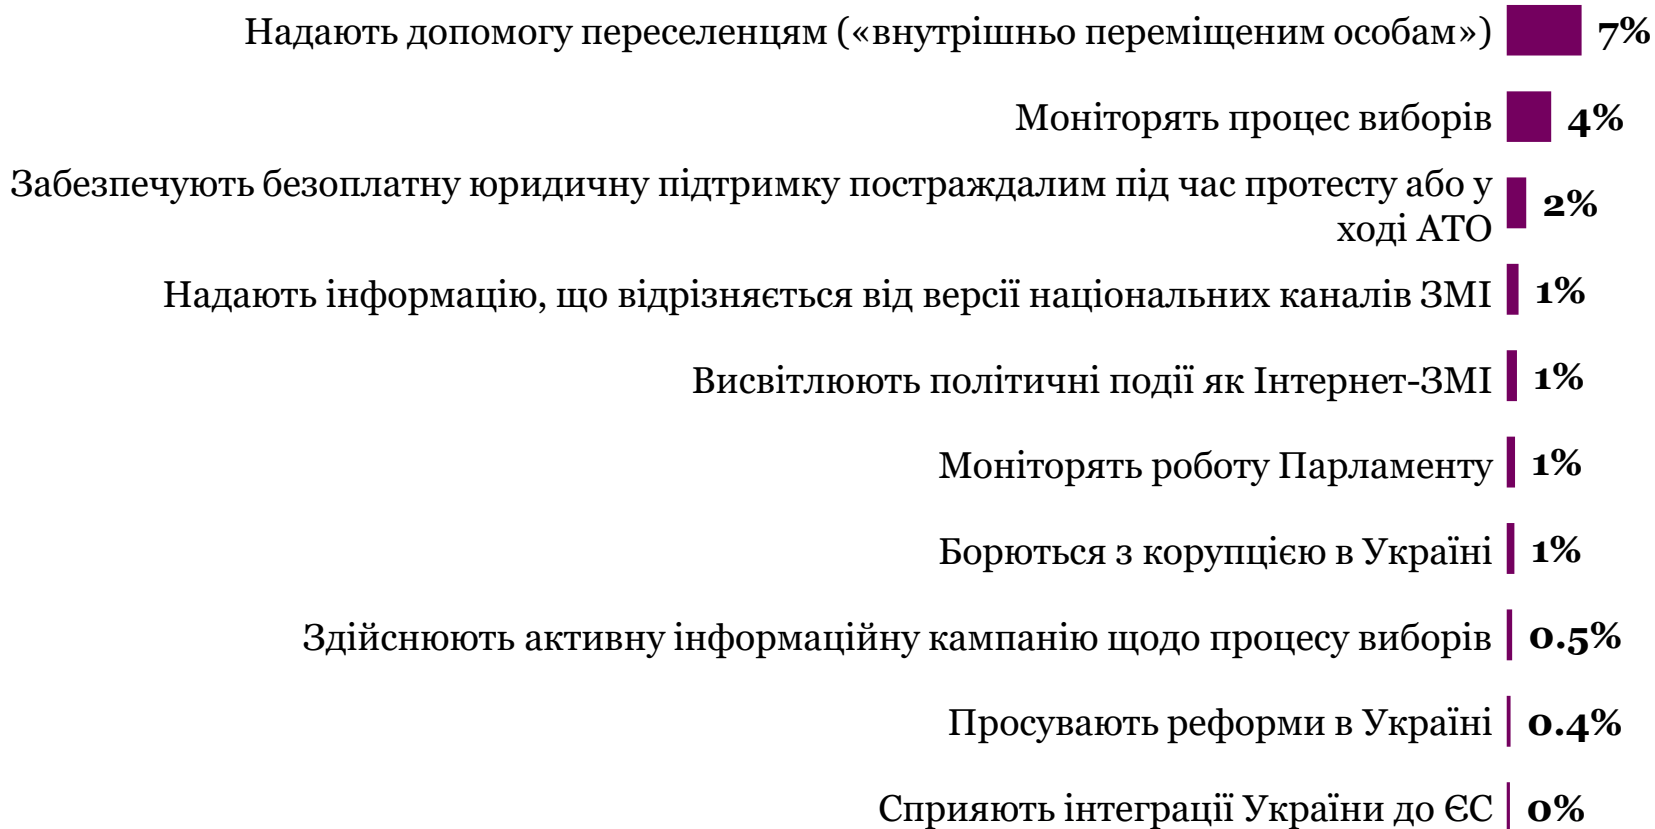 Надають допомогу переселенцям («внутрішньо переміщеним особам») 7%
Моніторять процес виборів 4%
Забезпечують безоплатну юридичну підтримку постраждалим під час протесту або у
ході АТО 2%
Надають інформацію, що відрізняється від версії національних каналів ЗМІ 1%
Висвітлюють політичні події як Інтернет-ЗМІ 1%
Моніторять роботу Парламенту 1%
Борються з корупцією в Україні 1%
Здійснюють активну інформаційну кампанію щодо процесу виборів 0.5%
Просувають реформи в Україні 0.4%
Сприяють інтеграції України до ЄС 0%